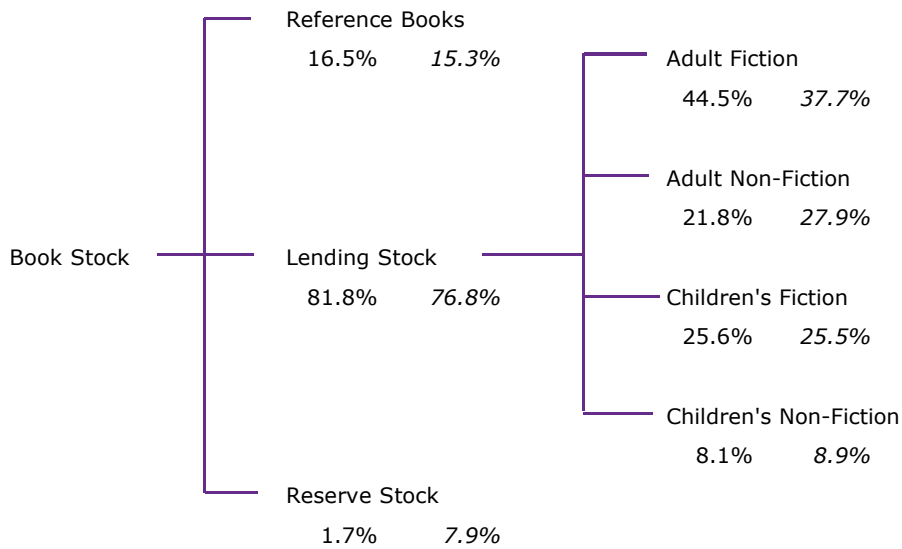 Reference Books
16.5% 15.3%
Adult Fiction
44.5% 37.7%
Adult Non-Fiction
21.8% 27.9%
Book Stock
Lending Stock
81.8% 76.8%
Children's Fiction
25.6% 25.5%
Children's Non-Fiction
8.1% 8.9%
Reserve Stock
1.7% 7.9%